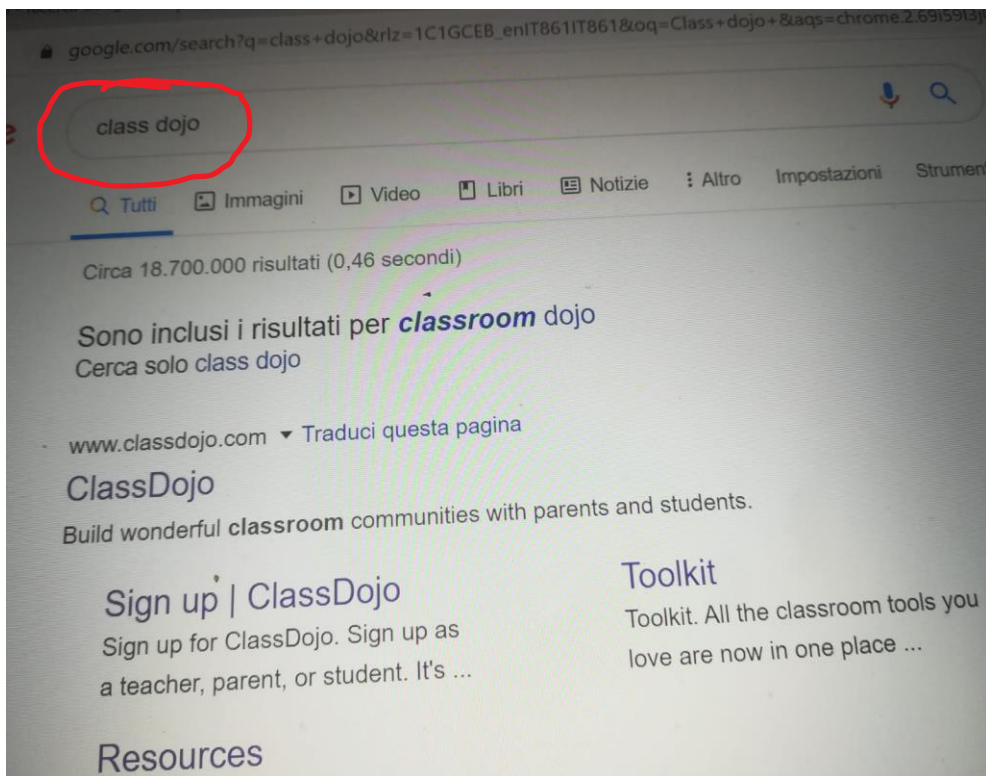 google.com/search?q=class+dojo&rlz=1C1GCEB_enIT861IT861&oq=Class+dojo+&aqs=chrome.2.69i59l3j
class dojo
Tutti Immagini Video Libri Notizie Altro Impostazioni Strumen
Circa 18.700.000 risultati (0,46 secondi)
Sono inclusi i risultati per classroom dojo
Cerca solo class dojo
www.classdojo.com Traduci questa pagina
ClassDojo
Build wonderful classroom communities with parents and students.
Sign up | ClassDojo
Sign up for ClassDojo. Sign up as
a teacher, parent, or student. It's ...
Toolkit
Toolkit. All the classroom tools you
love are now in one place ...
Resources